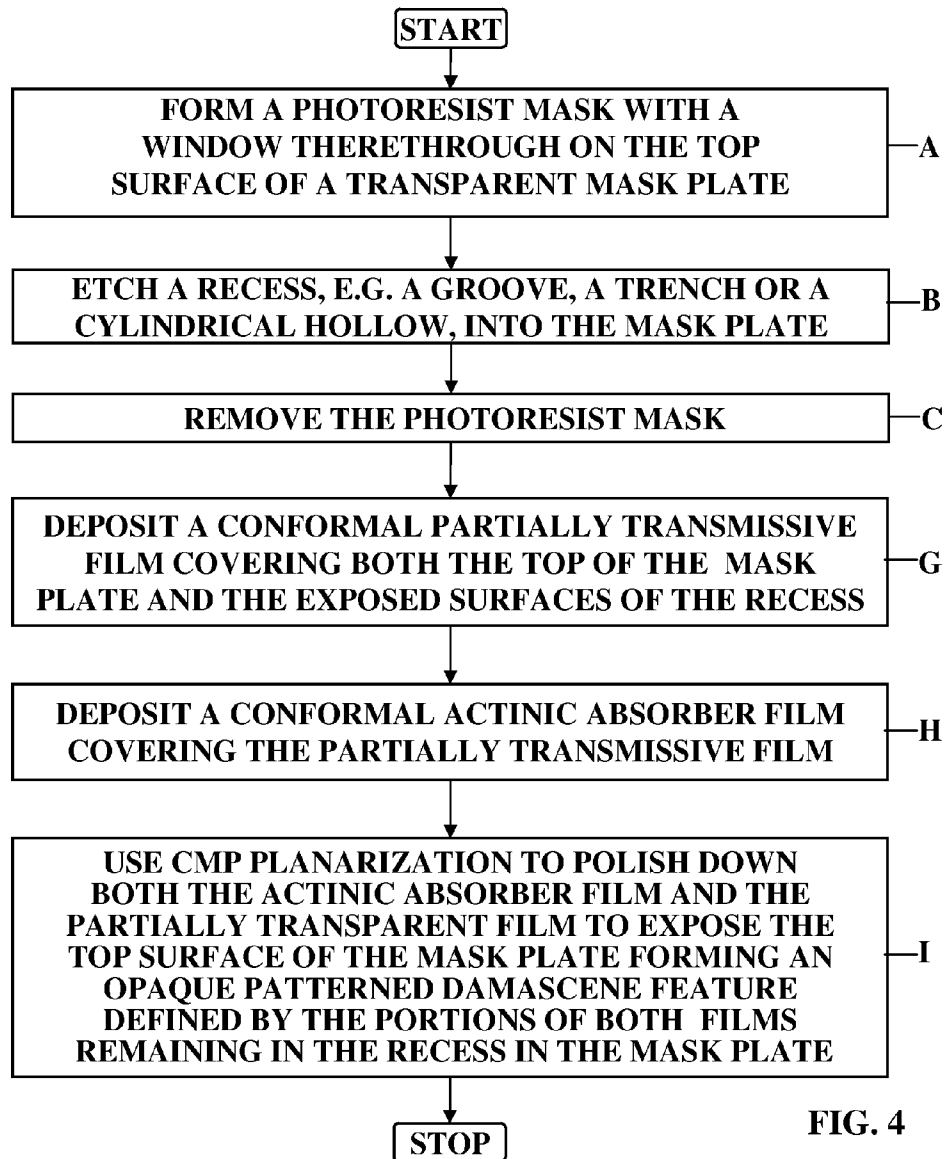 START
FORM A PHOTORESIST MASK WITH A
WINDOW THERETHROUGH ON THE TOP
SURFACE OF A TRANSPARENT MASK PLATE
A
ETCH A RECESS, E.G. A GROOVE, A TRENCH OR A
CYLINDRICAL HOLLOW, INTO THE MASK PLATE
B
REMOVE THE PHOTORESIST MASK
C
DEPOSIT A CONFORMAL PARTIALLY TRANSMISSIVE
FILM COVERING BOTH THE TOP OF THE MASK
PLATE AND THE EXPOSED SURFACES OF THE RECESS
G
DEPOSIT A CONFORMAL ACTINIC ABSORBER FILM
COVERING THE PARTIALLY TRANSMISSIVE FILM
H
USE CMP PLANARIZATION TO POLISH DOWN
BOTH THE ACTINIC ABSORBER FILM AND THE
PARTIALLY TRANSPARENT FILM TO EXPOSE THE
TOP SURFACE OF THE MASK PLATE FORMING AN
OPAQUE PATTERNED DAMASCENE FEATURE
DEFINED BY THE PORTIONS OF BOTH FILMS
REMAINING IN THE RECESS IN THE MASK PLATE
I
STOP
FIG. 4